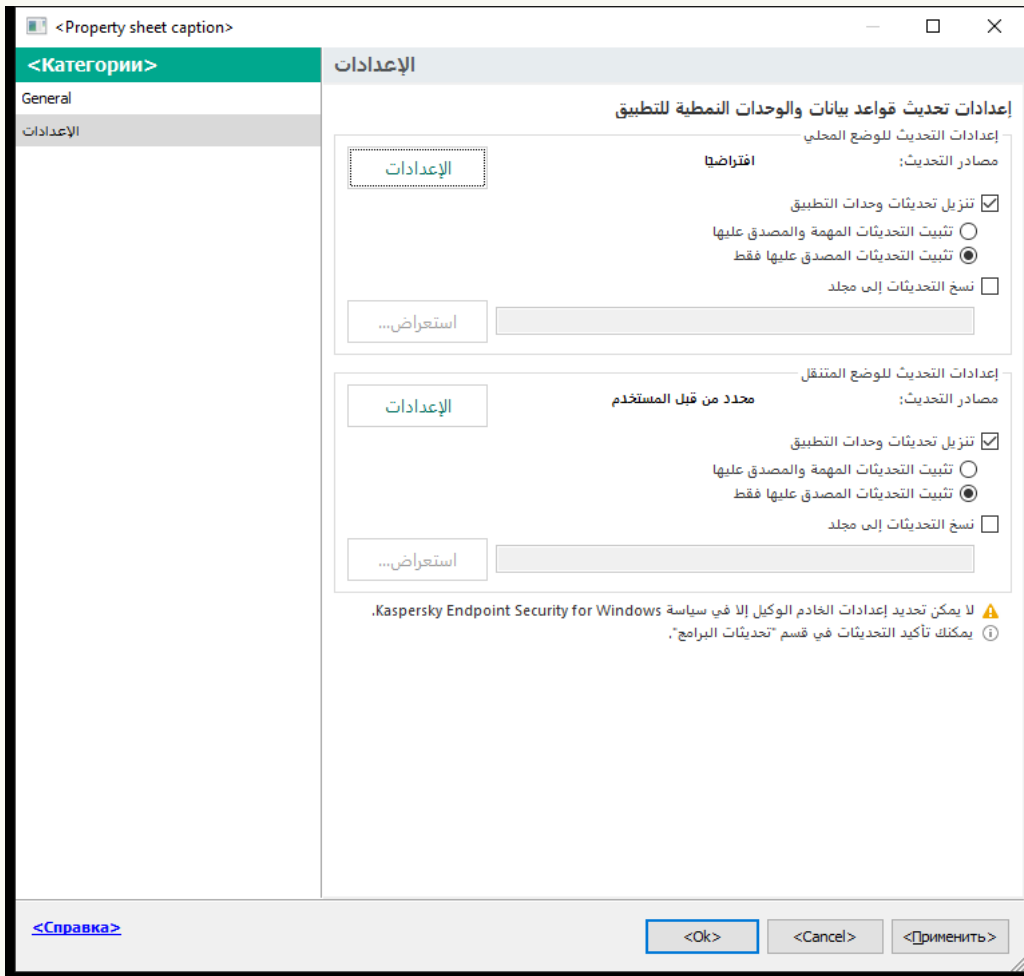 <Property sheet caption>
<Категории>
General
الإعدادات
الإعدادات
إعدادات تحديث قواعد بيانات والوحدات النمطية للتطبيق
إعدادات التحديث للوضع المحلي
مصادر التحديث: افتراضيًا
الإعدادات
تنزيل تحديثات وحدات التطبيق
تثبيت التحديثات المهمة والمصدق عليها
تثبيت التحديثات المصدق عليها فقط
نسخ التحديثات إلى مجلد
استعراض...
إعدادات التحديث للوضع المتنقل
مصادر التحديث: محدد من قبل المستخدم
الإعدادات
تنزيل تحديثات وحدات التطبيق
تثبيت التحديثات المهمة والمصدق عليها
تثبيت التحديثات المصدق عليها فقط
نسخ التحديثات إلى مجلد
استعراض...
لا يمكن تحديد إعدادات الخادم الوكيل إلا في سياسة Kaspersky Endpoint Security for Windows.
يمكنك تأكيد التحديثات في قسم "تحديثات البرامج".
<Справка>
<Ok>
<Cancel>
<Применить>